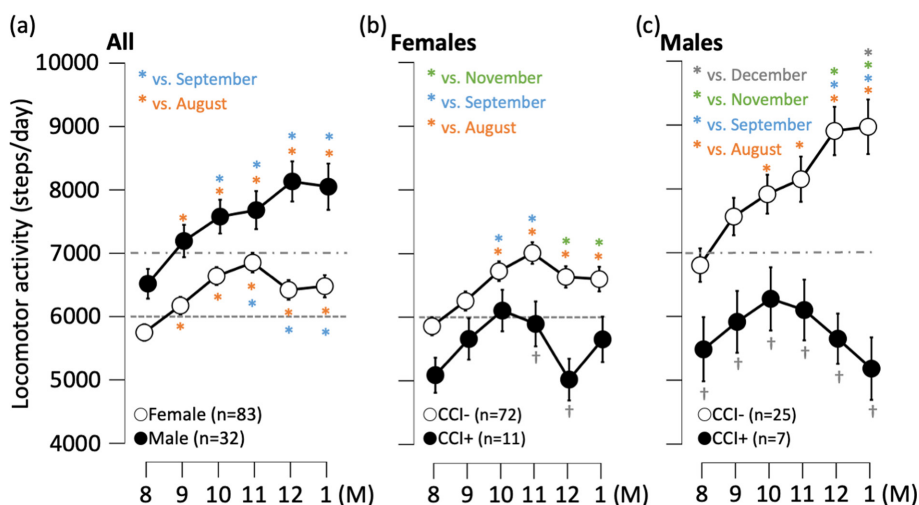 (a) All
(b) Females
(c) Males
Locomotor activity (steps/day)
10000
9000
8000
7000
6000
5000
4000
* vs. September
* vs. August
Female (n=83)
Male (n=32)
8 9 10 11 12 1 (M)
* vs. November
* vs. September
* vs. August
CCI- (n=72)
CCI+ (n=11)
† †
8 9 10 11 12 1 (M)
* vs. December
* vs. November
* vs. September
* vs. August
† † † † † †
CCI- (n=25)
CCI+ (n=7)
8 9 10 11 12 1 (M)